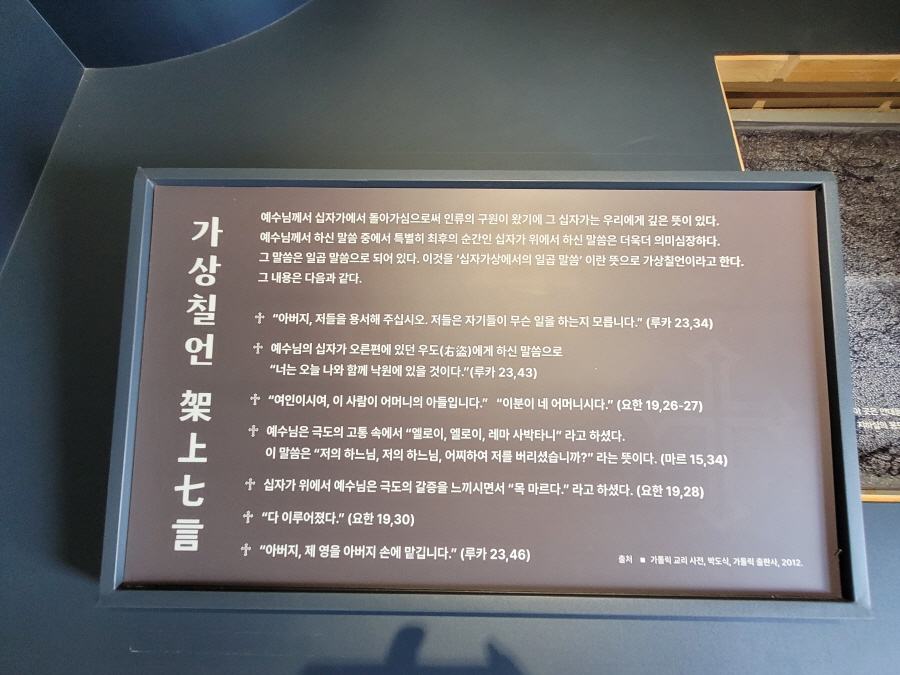 가상칠언 架上七言
예수님께서 십자가에서 돌아가심으로써 인류의 구원이 왔기에 그 십자가는 우리에게 깊은 뜻이 있다.
예수님께서 하신 말씀 중에서 특별히 최후의 순간인 십자가 위에서 하신 말씀은 더욱더 의미심장하다.
그 말씀은 일곱 말씀으로 되어 있다. 이것을 '십자가상에서의 일곱 말씀' 이란 뜻으로 가상칠언이라고 한다.
그 내용은 다음과 같다.
“아버지, 저들을 용서해 주십시오. 저들은 자기들이 무슨 일을 하는지 모릅니다.” (루카 23,34)
예수님의 십자가 오른편에 있던 우도(右盜)에게 하신 말씀으로
“너는 오늘 나와 함께 낙원에 있을 것이다.”(루카 23,43)
“여인이시여, 이 사람이 어머니의 아들입니다.” “이분이 네 어머니시다.” (요한 19,26-27)
예수님은 극도의 고통 속에서 “엘로이, 엘로이, 레마 사박타니” 라고 하셨다.
이 말씀은 “저의 하느님, 저의 하느님, 어찌하여 저를 버리셨습니까?” 라는 뜻이다. (마르 15,34)
십자가 위에서 예수님은 극도의 갈증을 느끼시면서 “목 마르다.” 라고 하셨다. (요한 19,28)
“다 이루어졌다.” (요한 19,30)
“아버지, 제 영을 아버지 손에 맡깁니다.” (루카 23,46)
출처 ■ 가톨릭 교리 사전, 박도식, 가톨릭 출판사, 2012.